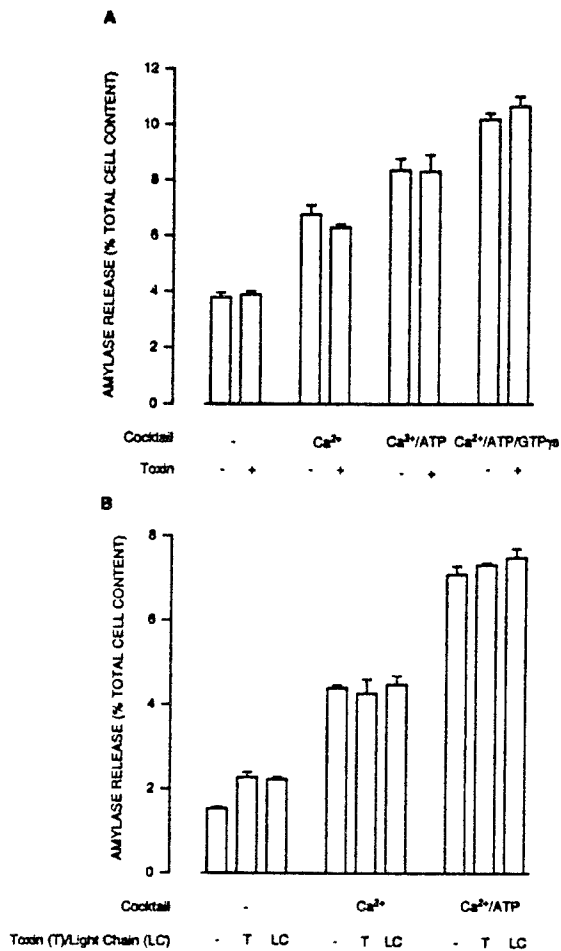 A
AMYLASE RELEASE (% TOTAL CELL CONTENT)
12
10
8
6
4
2
0
Cocktail - Ca²⁺ Ca²⁺/ATP Ca²⁺/ATP/GTPγs
Toxin - + - + - + - +
B
AMYLASE RELEASE (% TOTAL CELL CONTENT)
8
6
4
2
0
Cocktail - Ca²⁺ Ca²⁺/ATP
Toxin (T)/Light Chain (LC) - T LC - T LC - T LC